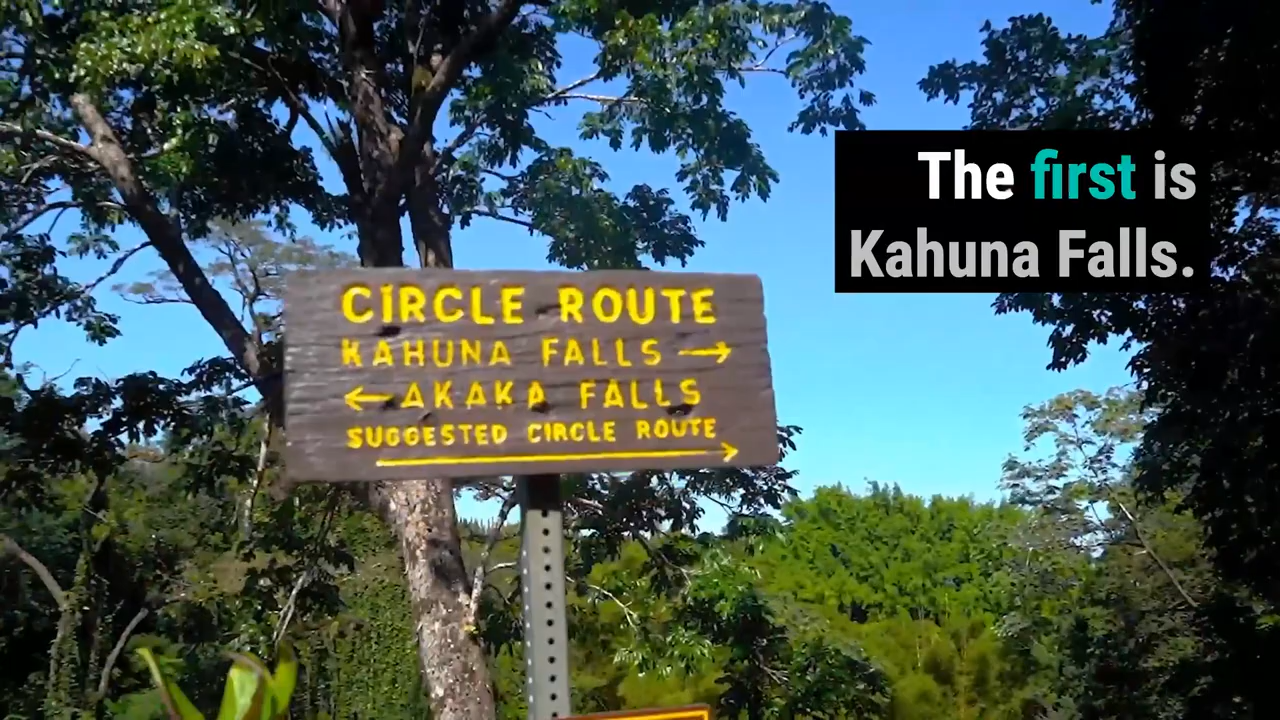 The first is
Kahuna Falls.
CIRCLE ROUTE
KAHUNA FALLS →
← AKAKA FALLS
SUGGESTED CIRCLE ROUTE
→